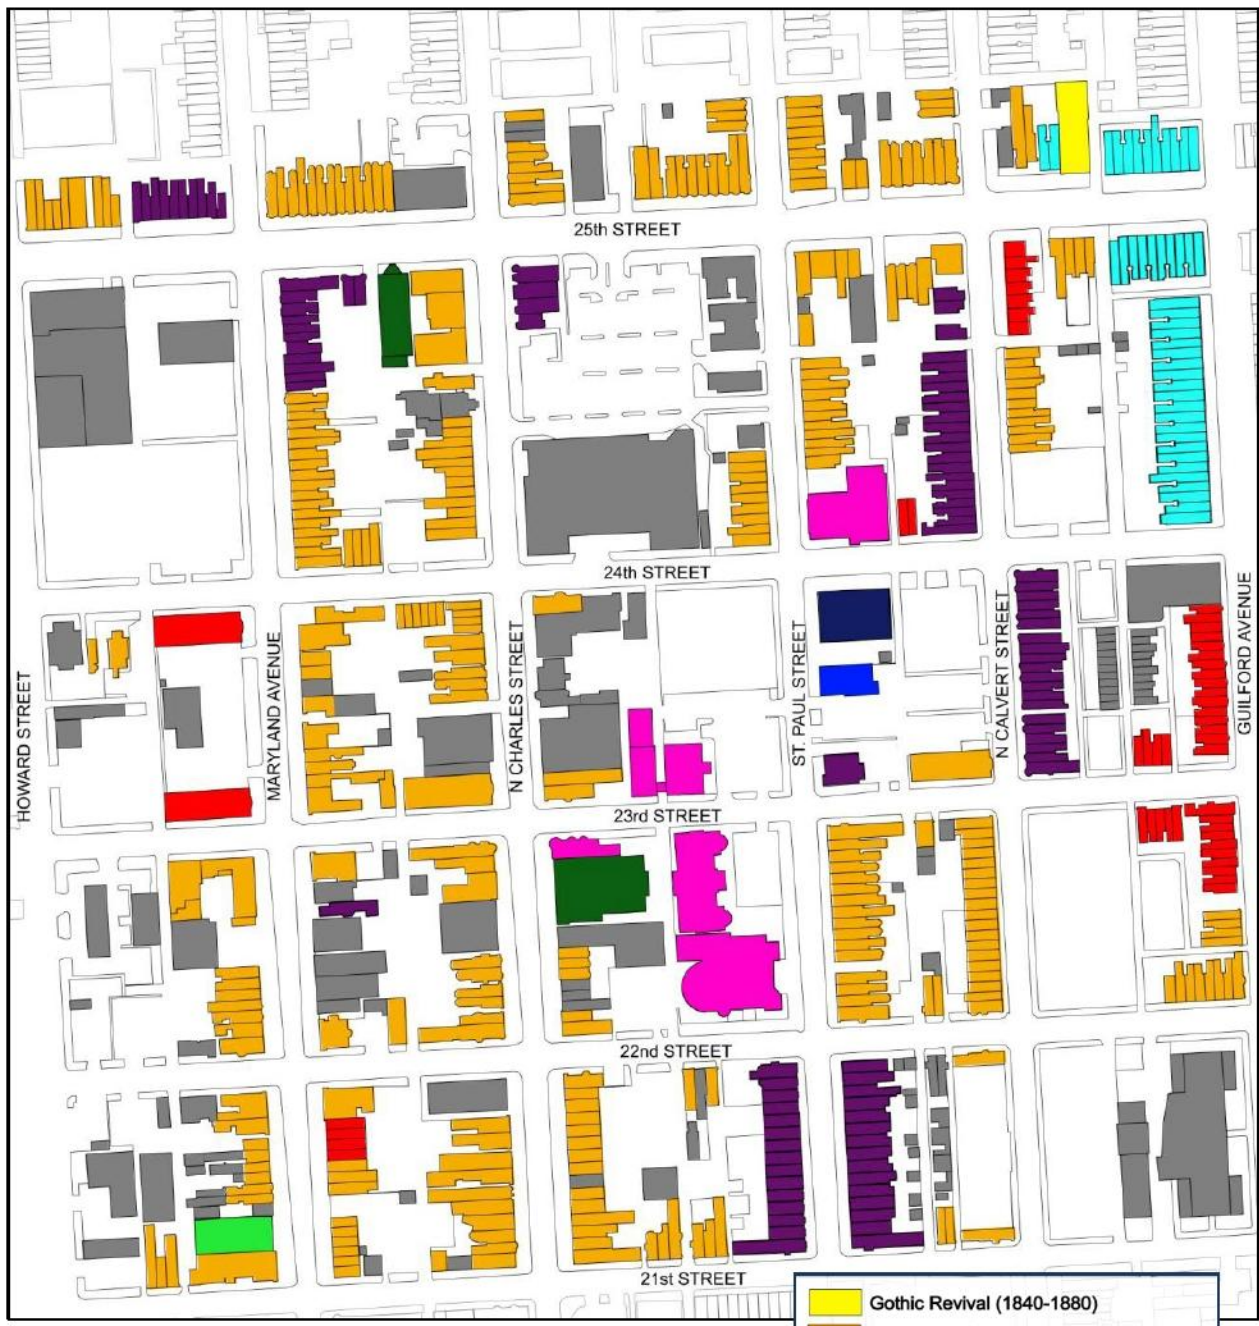 25th STREET
24th STREET
HOWARD STREET
MARYLAND AVENUE
N CHARLES STREET
ST. PAUL STREET
N CALVERT STREET
GUILFORD AVENUE
23rd STREET
22nd STREET
21st STREET
Gothic Revival (1840-1880)